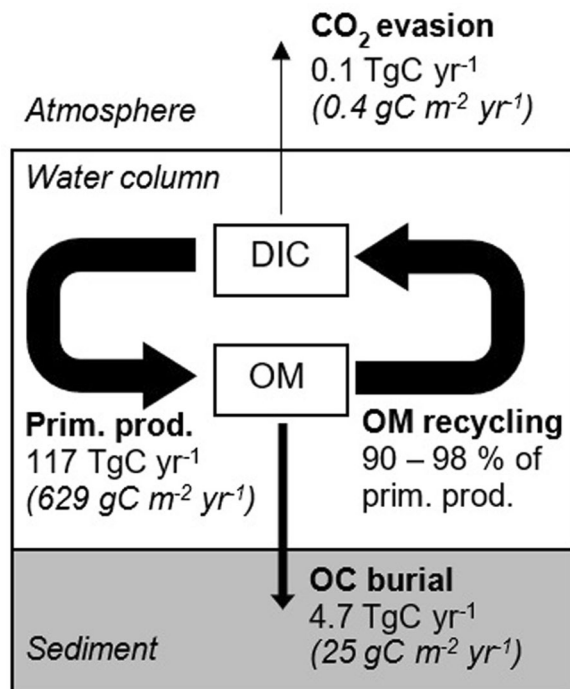 CO₂ evasion
0.1 TgC yr⁻¹
(0.4 gC m⁻² yr⁻¹)
Atmosphere
Water column
DIC
OM
Prim. prod.
117 TgC yr⁻¹
(629 gC m⁻² yr⁻¹)
OM recycling
90 – 98 % of
prim. prod.
OC burial
4.7 TgC yr⁻¹
(25 gC m⁻² yr⁻¹)
Sediment